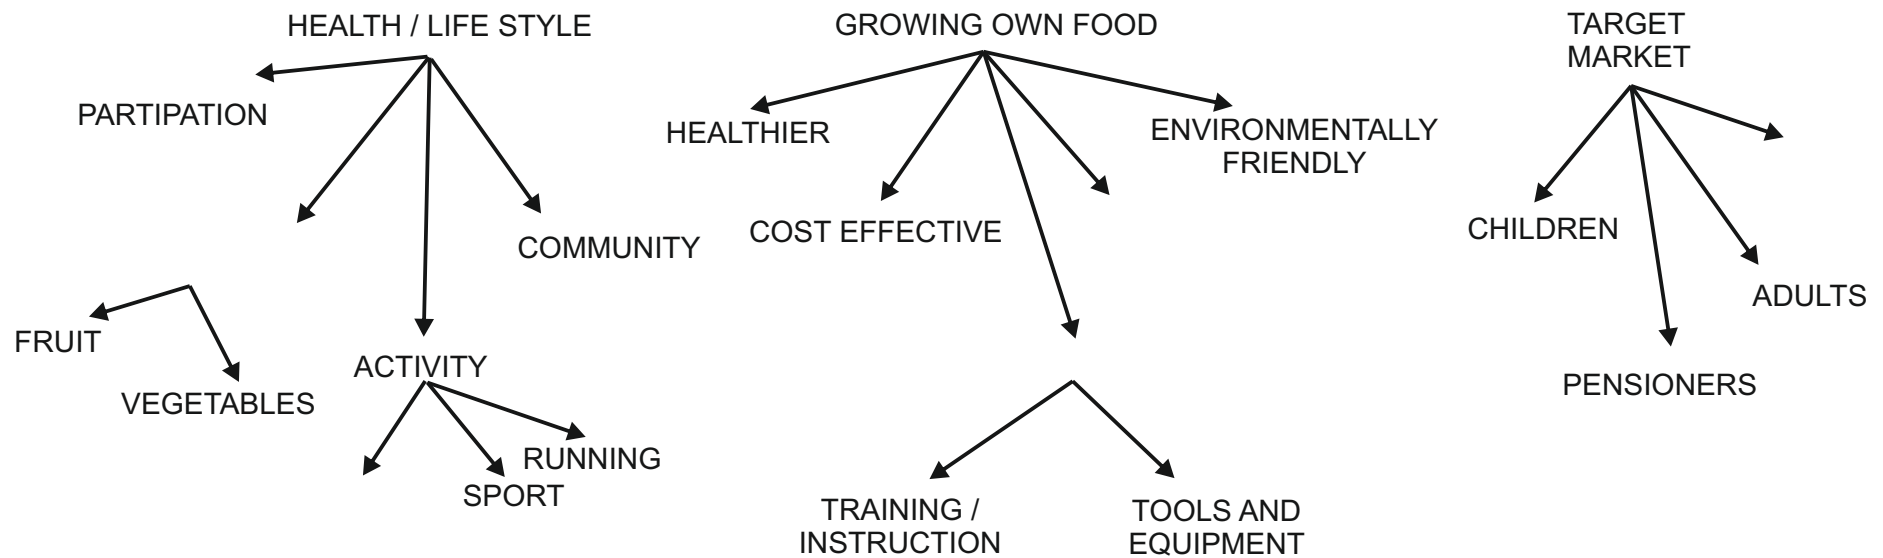 HEALTH / LIFE STYLE
PARTIPATION
COMMUNITY
FRUIT
VEGETABLES
ACTIVITY
RUNNING
SPORT
GROWING OWN FOOD
HEALTHIER
ENVIRONMENTALLY
FRIENDLY
COST EFFECTIVE
TRAINING /
INSTRUCTION
TOOLS AND
EQUIPMENT
TARGET
MARKET
CHILDREN
ADULTS
PENSIONERS